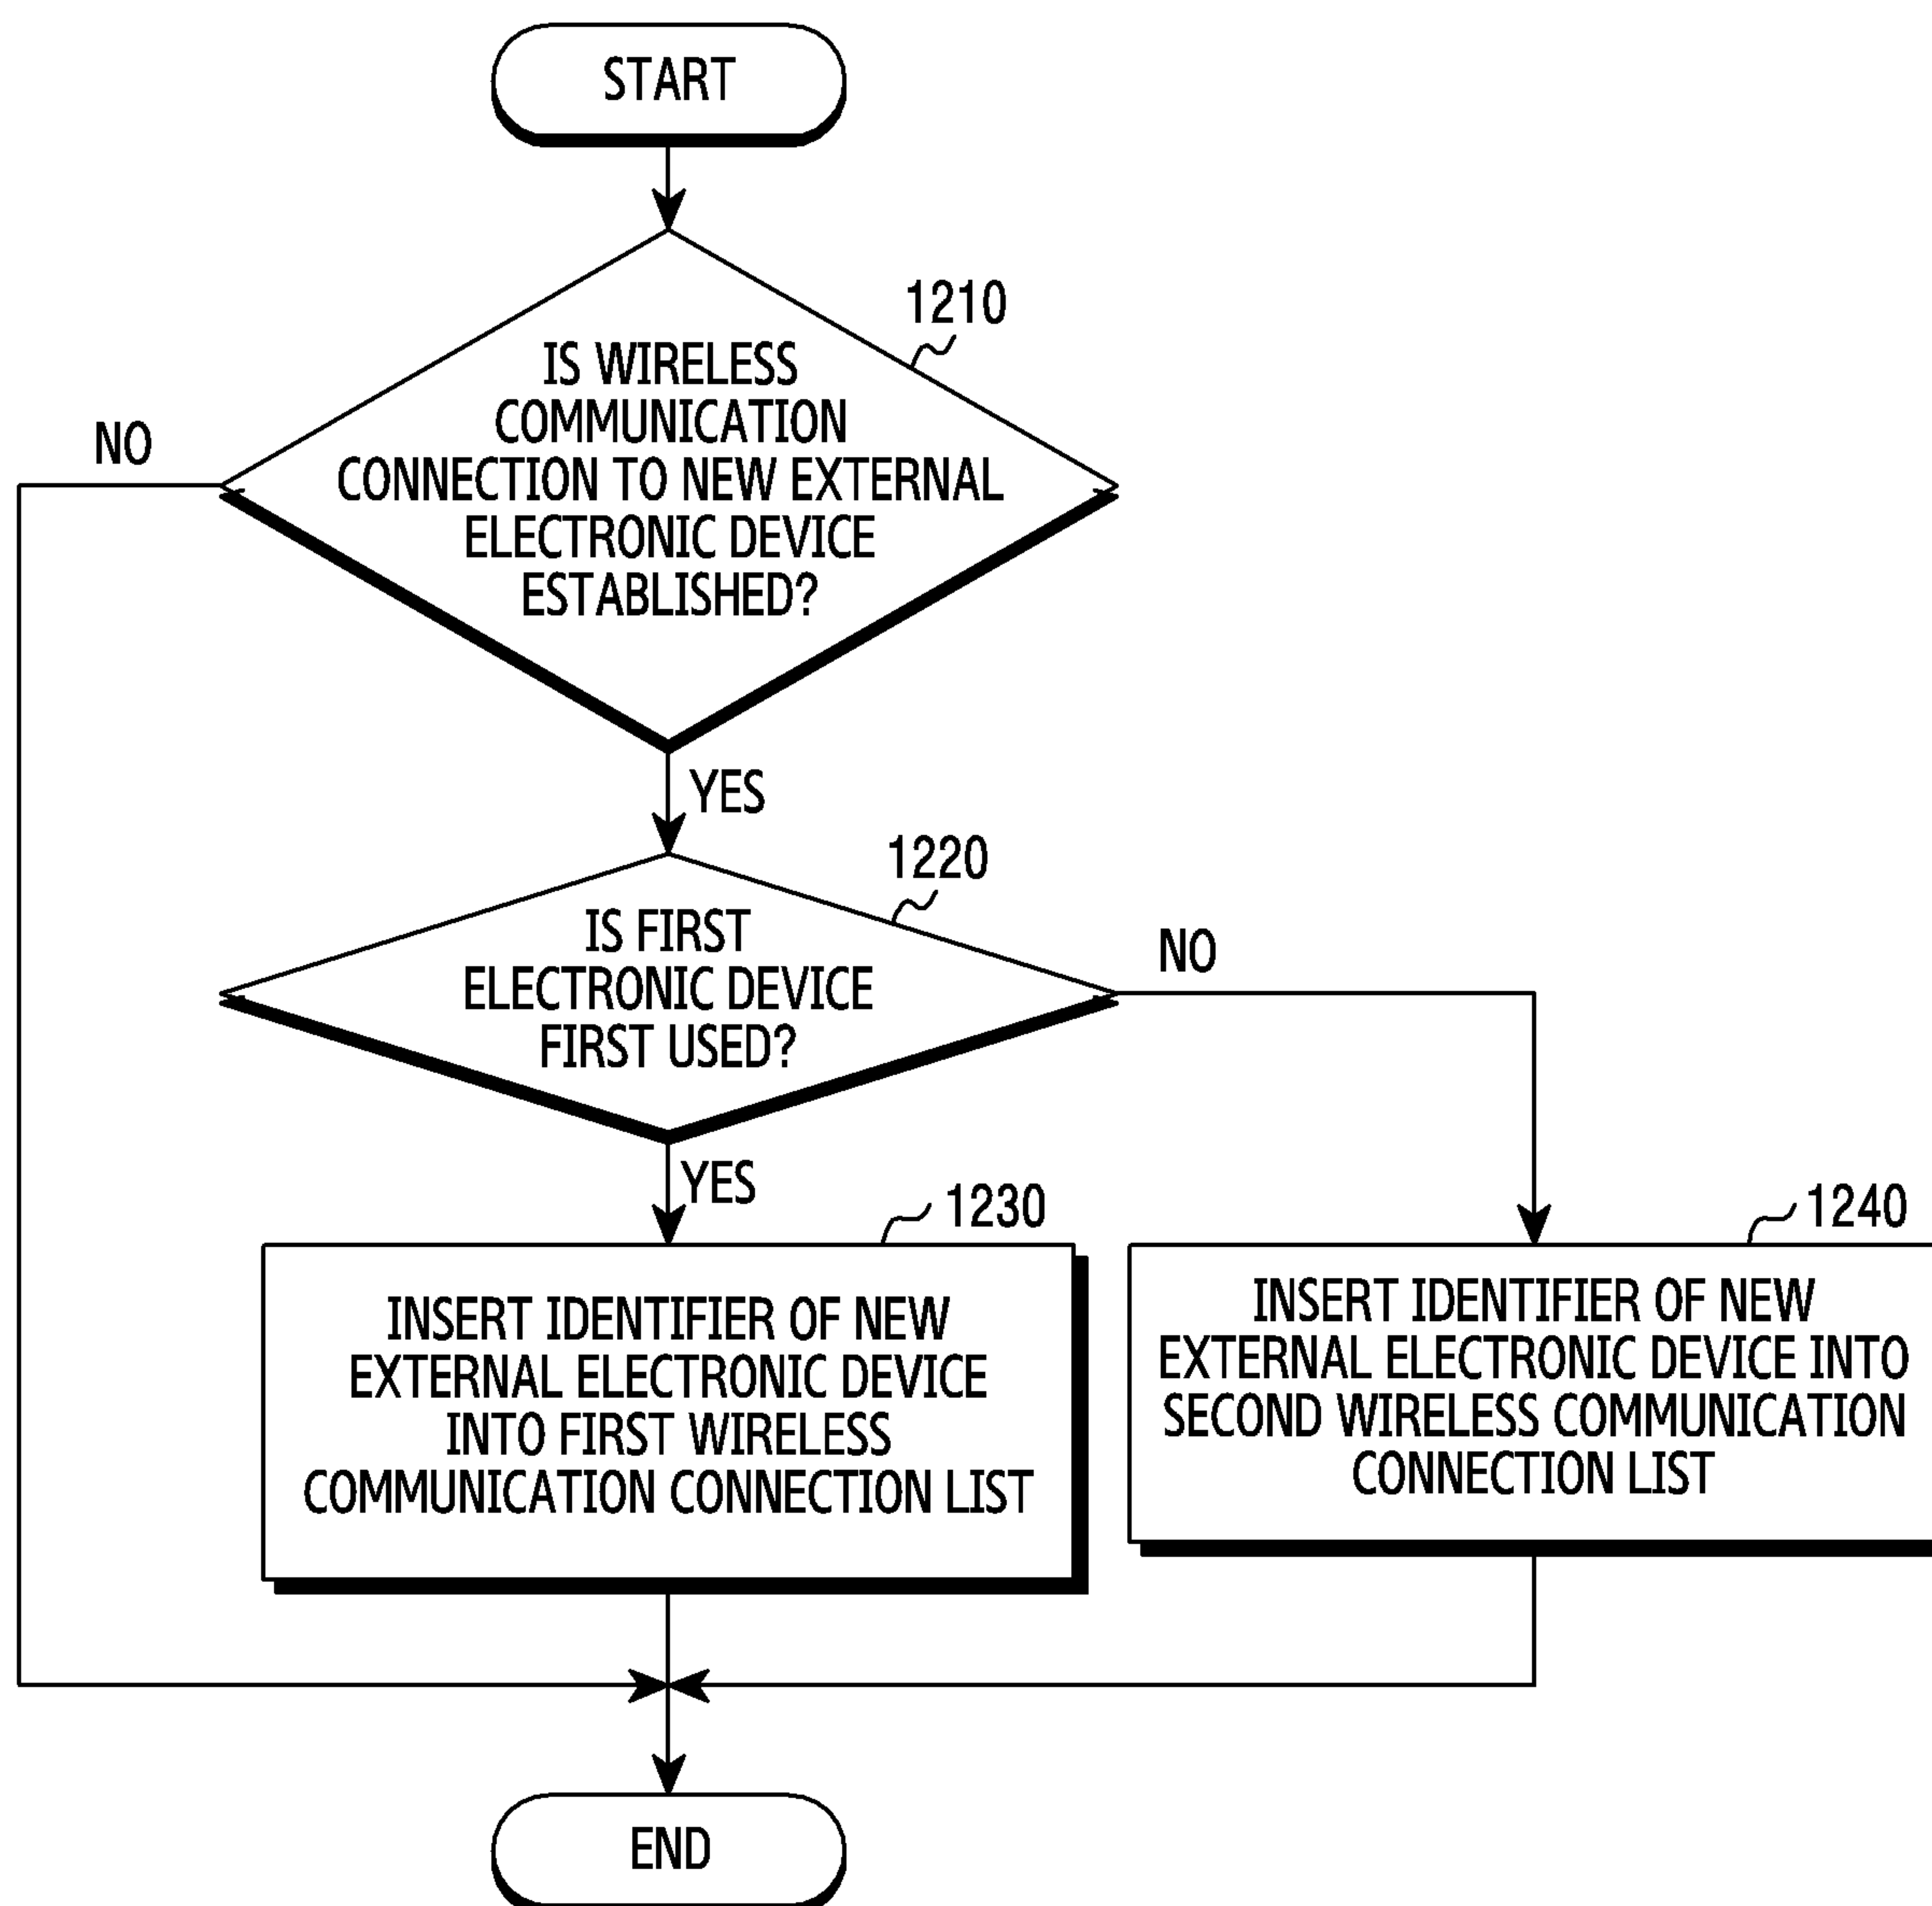 START
1210
IS WIRELESS
COMMUNICATION
CONNECTION TO NEW EXTERNAL
ELECTRONIC DEVICE
ESTABLISHED?
NO
YES
1220
IS FIRST
ELECTRONIC DEVICE
FIRST USED?
NO
YES
1230
INSERT IDENTIFIER OF NEW
EXTERNAL ELECTRONIC DEVICE
INTO FIRST WIRELESS
COMMUNICATION CONNECTION LIST
1240
INSERT IDENTIFIER OF NEW
EXTERNAL ELECTRONIC DEVICE INTO
SECOND WIRELESS COMMUNICATION
CONNECTION LIST
END